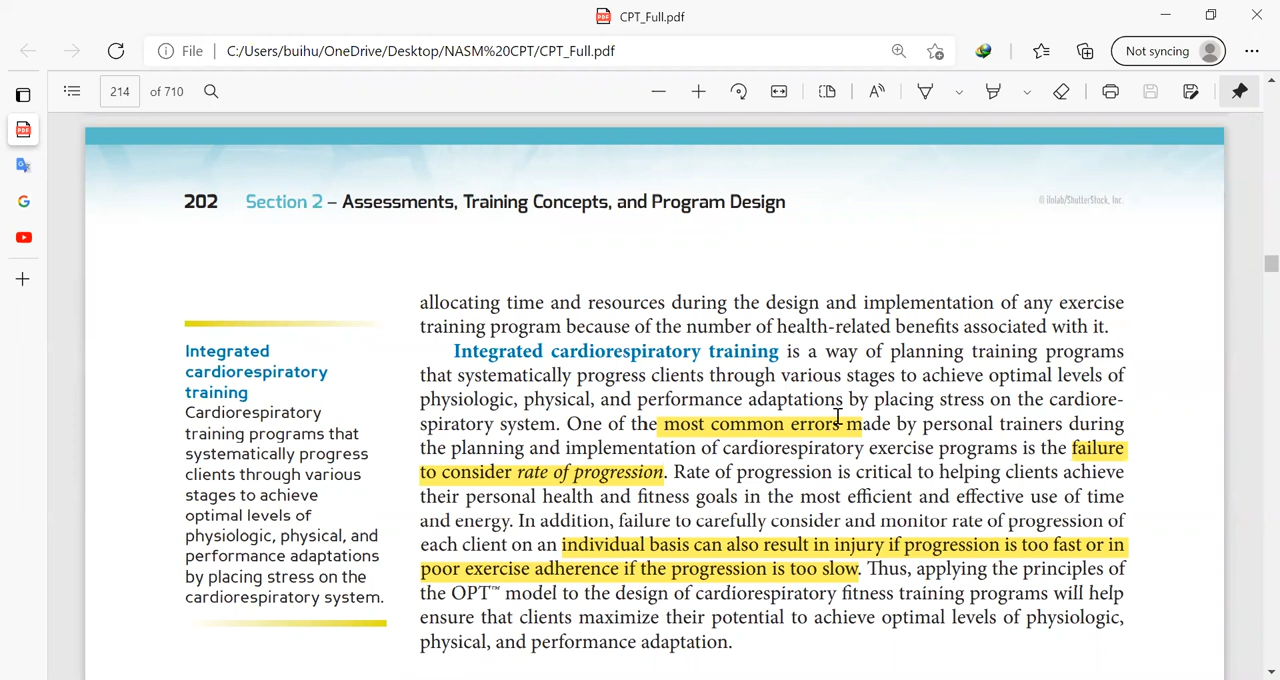 CPT_Full.pdf
File
C:/Users/buihu/OneDrive/Desktop/NASM%20CPT/CPT_Full.pdf
Not syncing
214 of 710
202 Section 2 – Assessments, Training Concepts, and Program Design
© ilolab/ShutterStock, Inc.
allocating time and resources during the design and implementation of any exercise
training program because of the number of health-related benefits associated with it.
Integrated cardiorespiratory training is a way of planning training programs
that systematically progress clients through various stages to achieve optimal levels of
physiologic, physical, and performance adaptations by placing stress on the cardiore-
spiratory system. One of the most common errors made by personal trainers during
the planning and implementation of cardiorespiratory exercise programs is the failure
to consider rate of progression. Rate of progression is critical to helping clients achieve
their personal health and fitness goals in the most efficient and effective use of time
and energy. In addition, failure to carefully consider and monitor rate of progression of
each client on an individual basis can also result in injury if progression is too fast or in
poor exercise adherence if the progression is too slow. Thus, applying the principles of
the OPT™ model to the design of cardiorespiratory fitness training programs will help
ensure that clients maximize their potential to achieve optimal levels of physiologic,
physical, and performance adaptation.
Integrated
cardiorespiratory
training
Cardiorespiratory
training programs that
systematically progress
clients through various
stages to achieve
optimal levels of
physiologic, physical, and
performance adaptations
by placing stress on the
cardiorespiratory system.